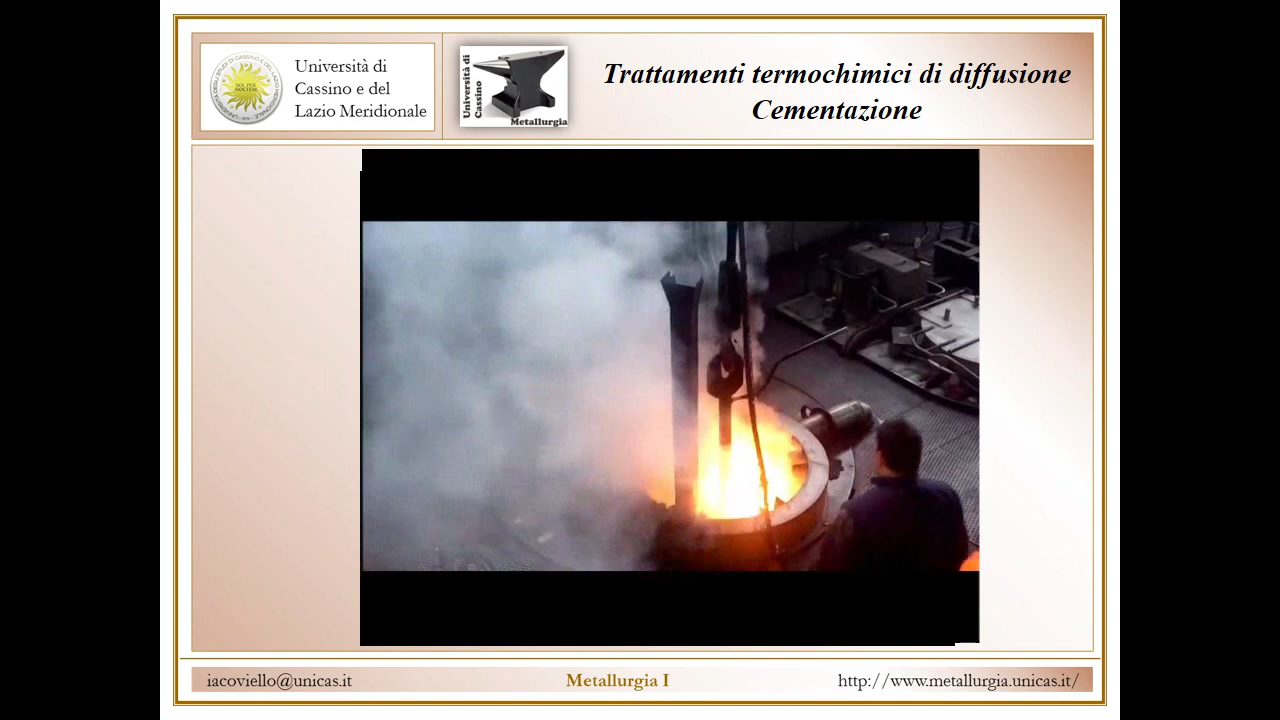 Università di
Cassino e del
Lazio Meridionale
Università di
Cassino
Metallurgia
Trattamenti termochimici di diffusione
Cementazione
iacoviello@unicas.it
Metallurgia I
http://www.metallurgia.unicas.it/